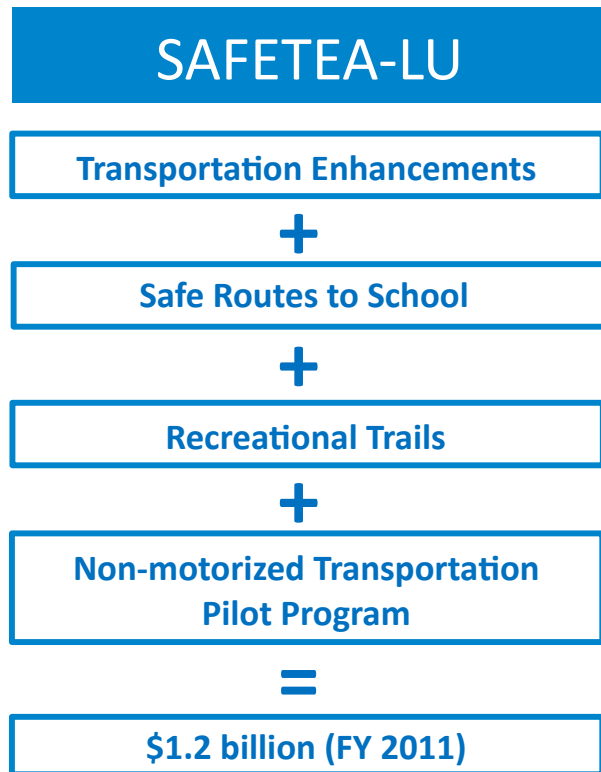 SAFETEA-LU
Transportation Enhancements
+
Safe Routes to School
+
Recreational Trails
+
Non-motorized Transportation
Pilot Program
=
$1.2 billion (FY 2011)